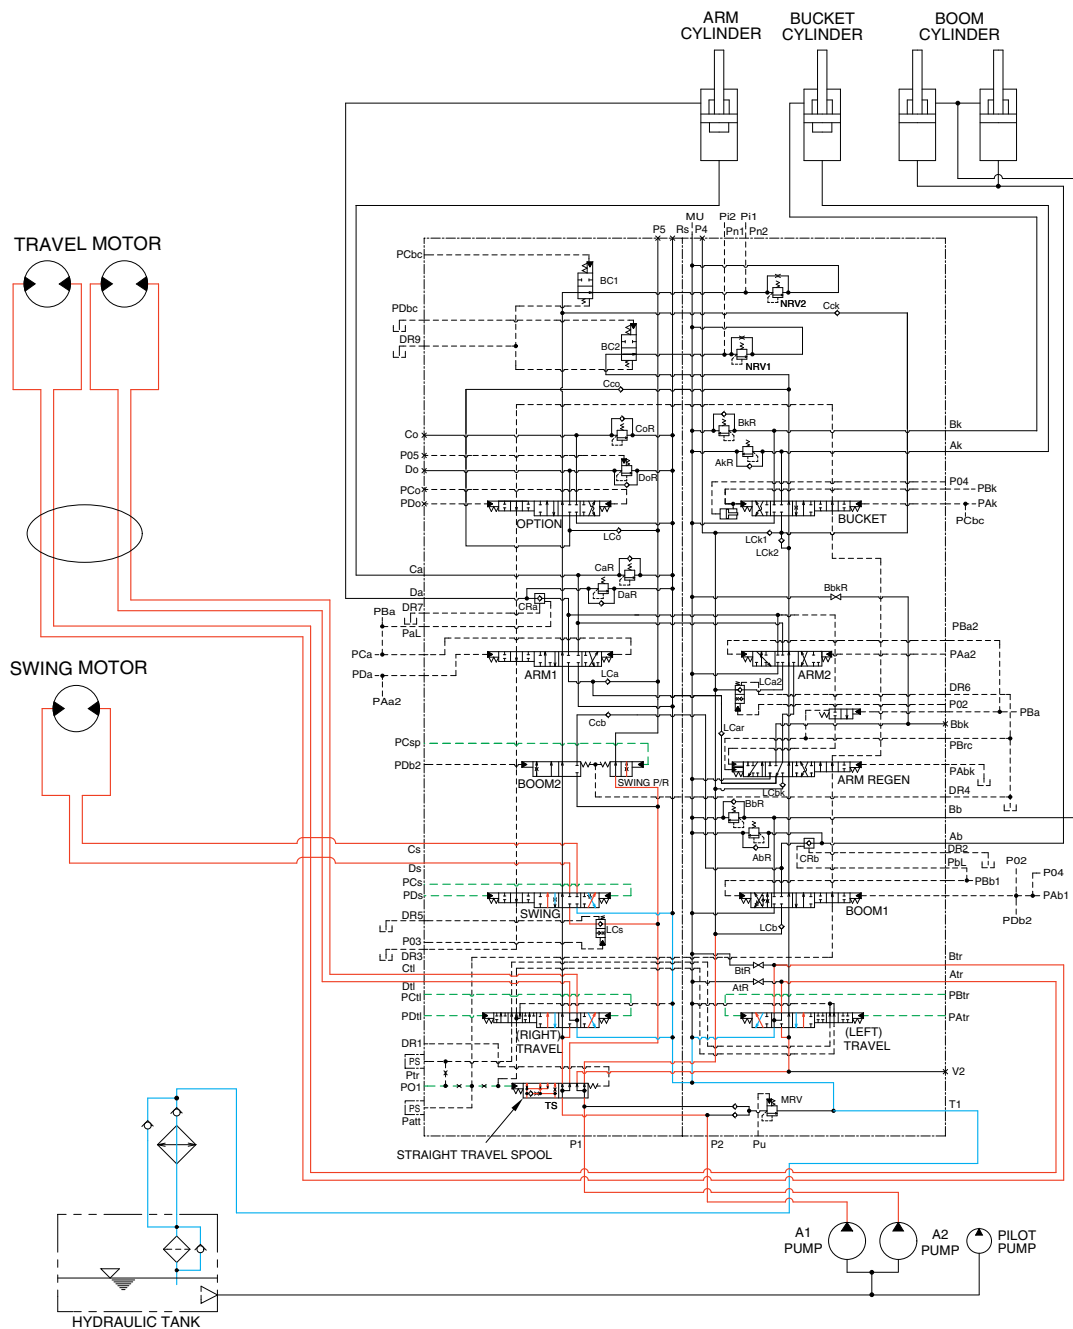 ARM
CYLINDER
BUCKET
CYLINDER
BOOM
CYLINDER
TRAVEL MOTOR
P5
Rs
MU
P4
Pi2
Pn1
Pi1
Pn2
PCbc
BC1
NRV2
Cck
PDbc
DR9
BC2
NRV1
Cco
Co
CoR
BkR
Bk
Ak
P05
Do
DoR
AkR
P04
PCo
PBk
PDo
PAk
OPTION
BUCKET
PCbc
LCo
LCk1
LCk2
Ca
CaR
Da
DaR
BbkR
PBa
DR7
CRa
PaL
PBa2
PCa
PAa2
PDa
ARM1
LCa
LCa2
ARM2
PAa2
DR6
P02
PBa
Ccb
LCar
Bbk
PCsp
PBrc
PDb2
BOOM2
SWING P/R
ARM REGEN
PAbk
LCbk
DR4
BbR
Bb
SWING MOTOR
AbR
Ab
CRb
DR2
Cs
Ds
PbL
P02
PCs
PBb1
P04
PDs
PAb1
SWING
BOOM1
PDb2
DR5
LCs
LCb
P03
DR3
Ctl
Btr
BtR
Dtl
AtR
Atr
PCtl
PBtr
PDtl
PAtr
(RIGHT)
TRAVEL
(LEFT)
TRAVEL
DR1
PS
Ptr
PO1
V2
PS
TS
MRV
T1
Patt
STRAIGHT TRAVEL SPOOL
P1
P2
Pu
A1
PUMP
A2
PUMP
PILOT
PUMP
HYDRAULIC TANK